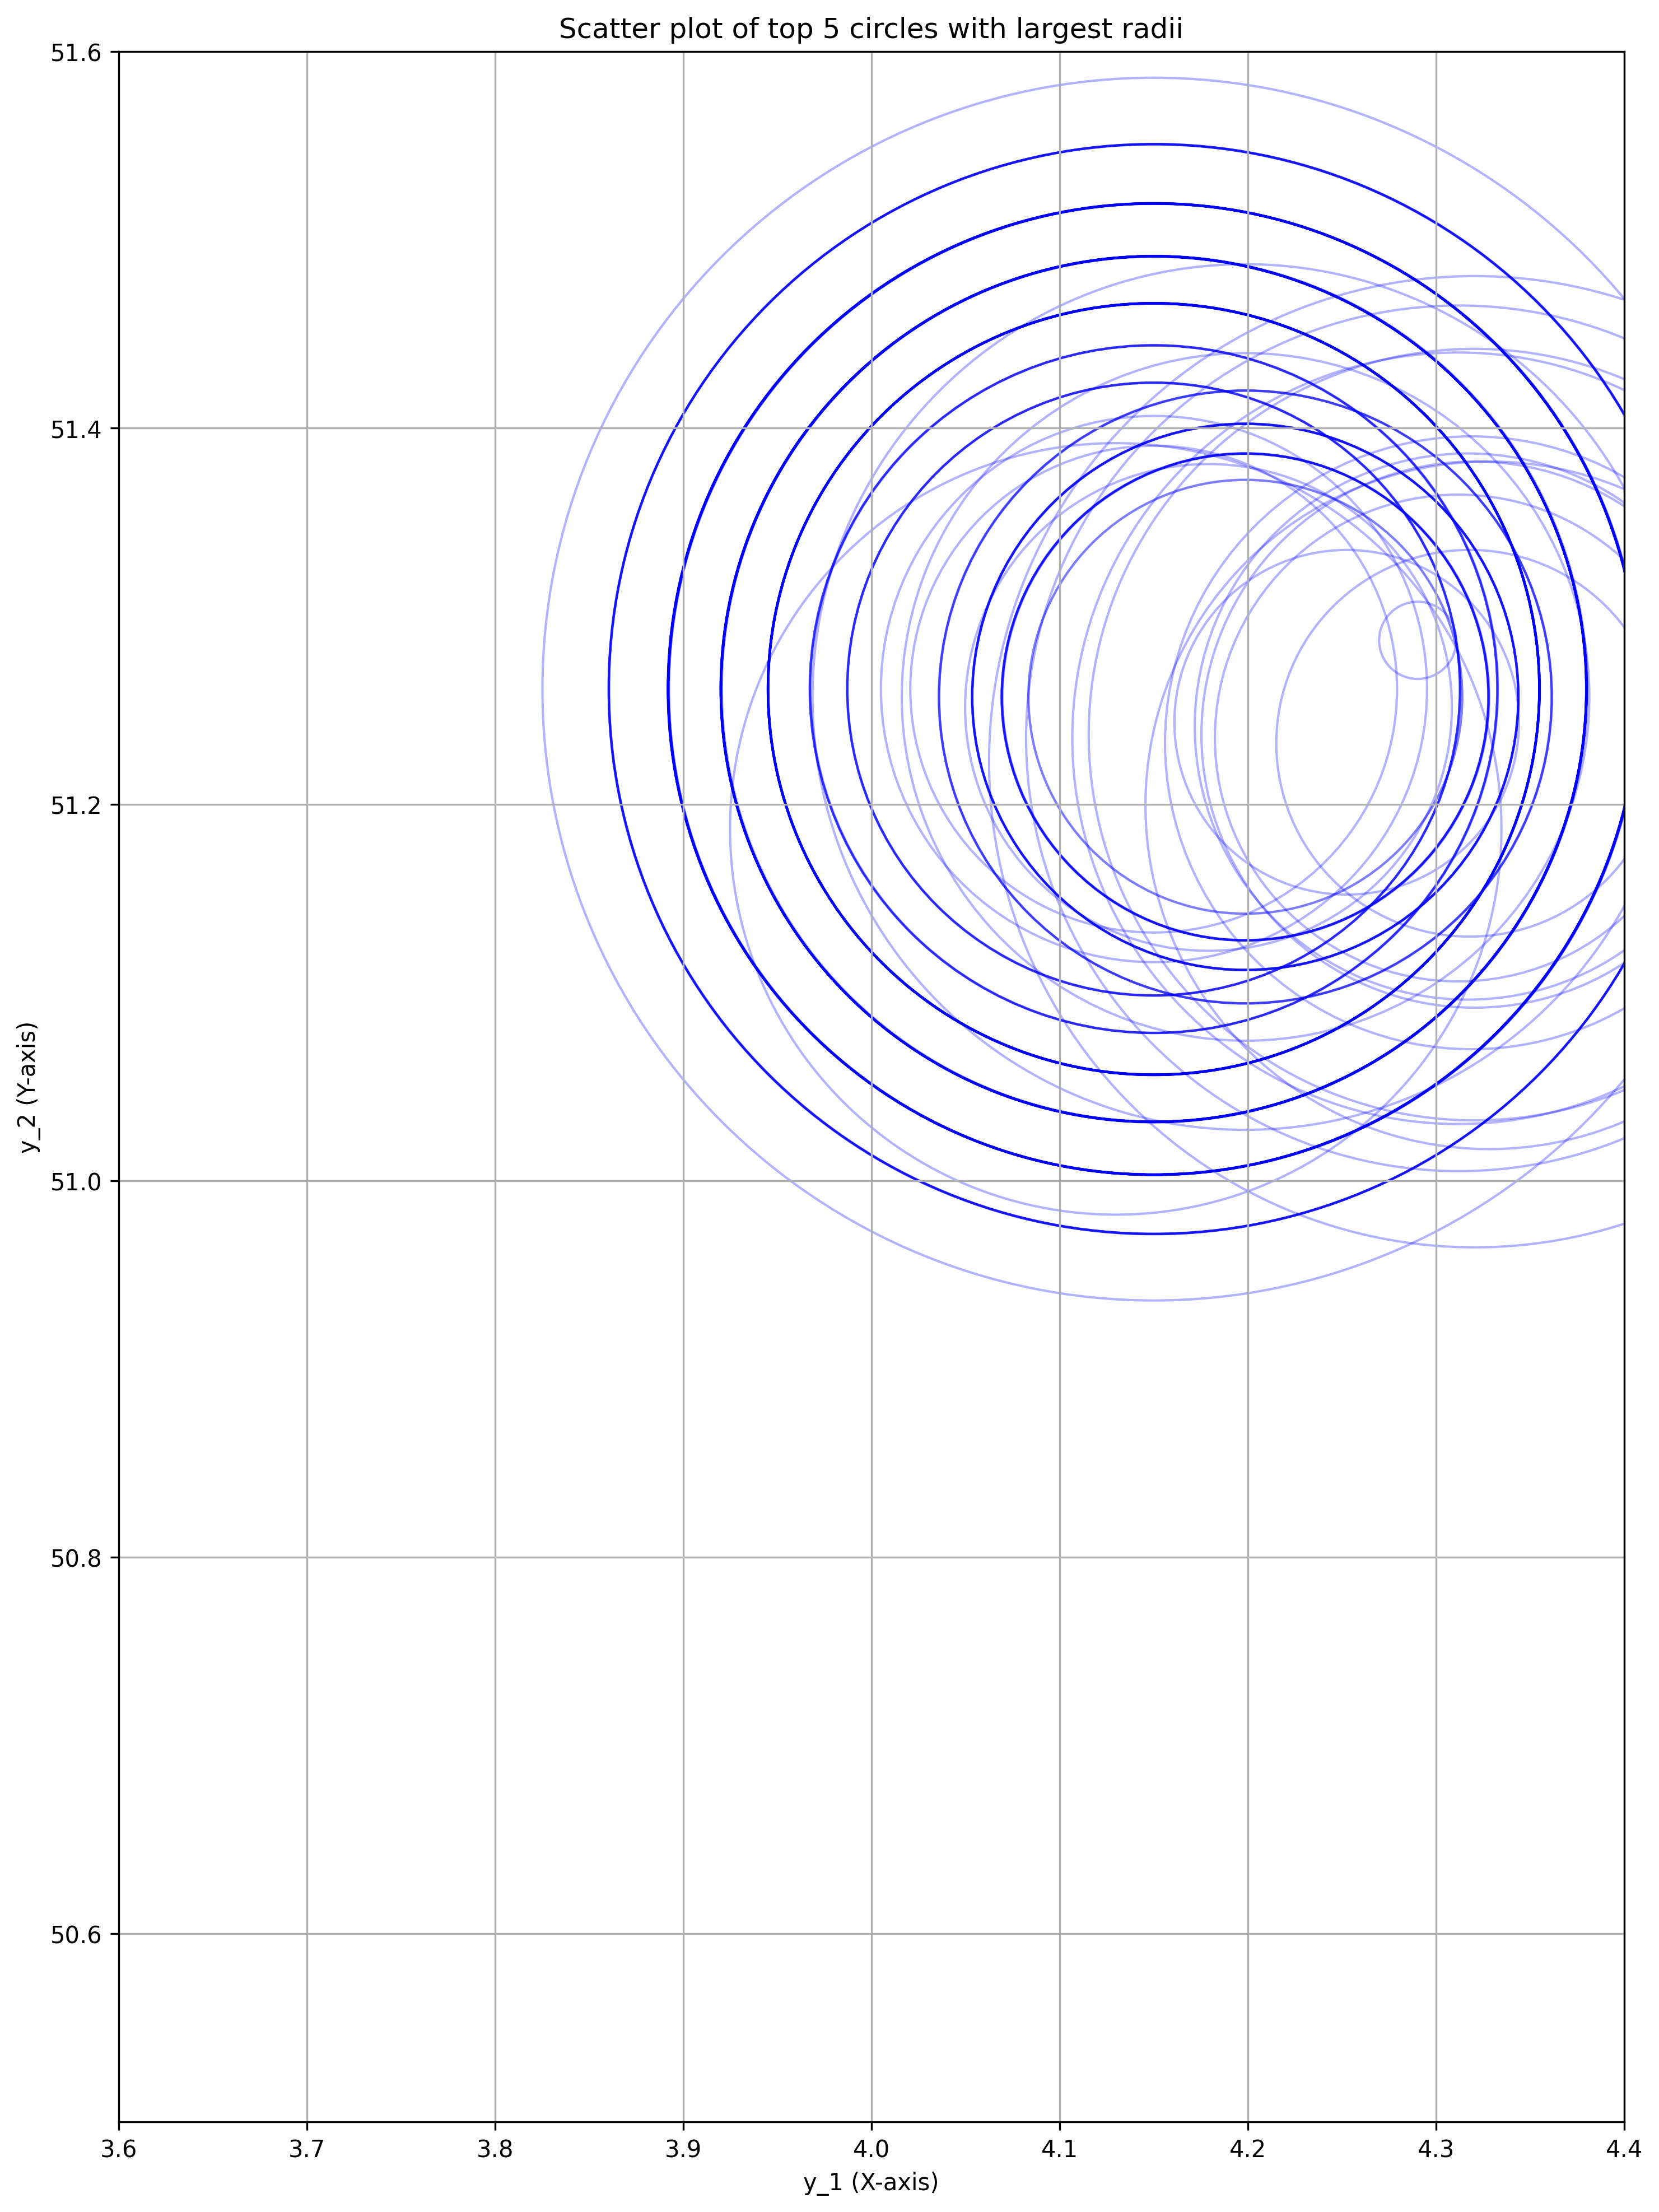 Scatter plot of top 5 circles with largest radii
51.6
51.4
51.2
51.0
50.8
50.6
y_2 (Y-axis)
3.6 3.7 3.8 3.9 4.0 4.1 4.2 4.3 4.4
y_1 (X-axis)